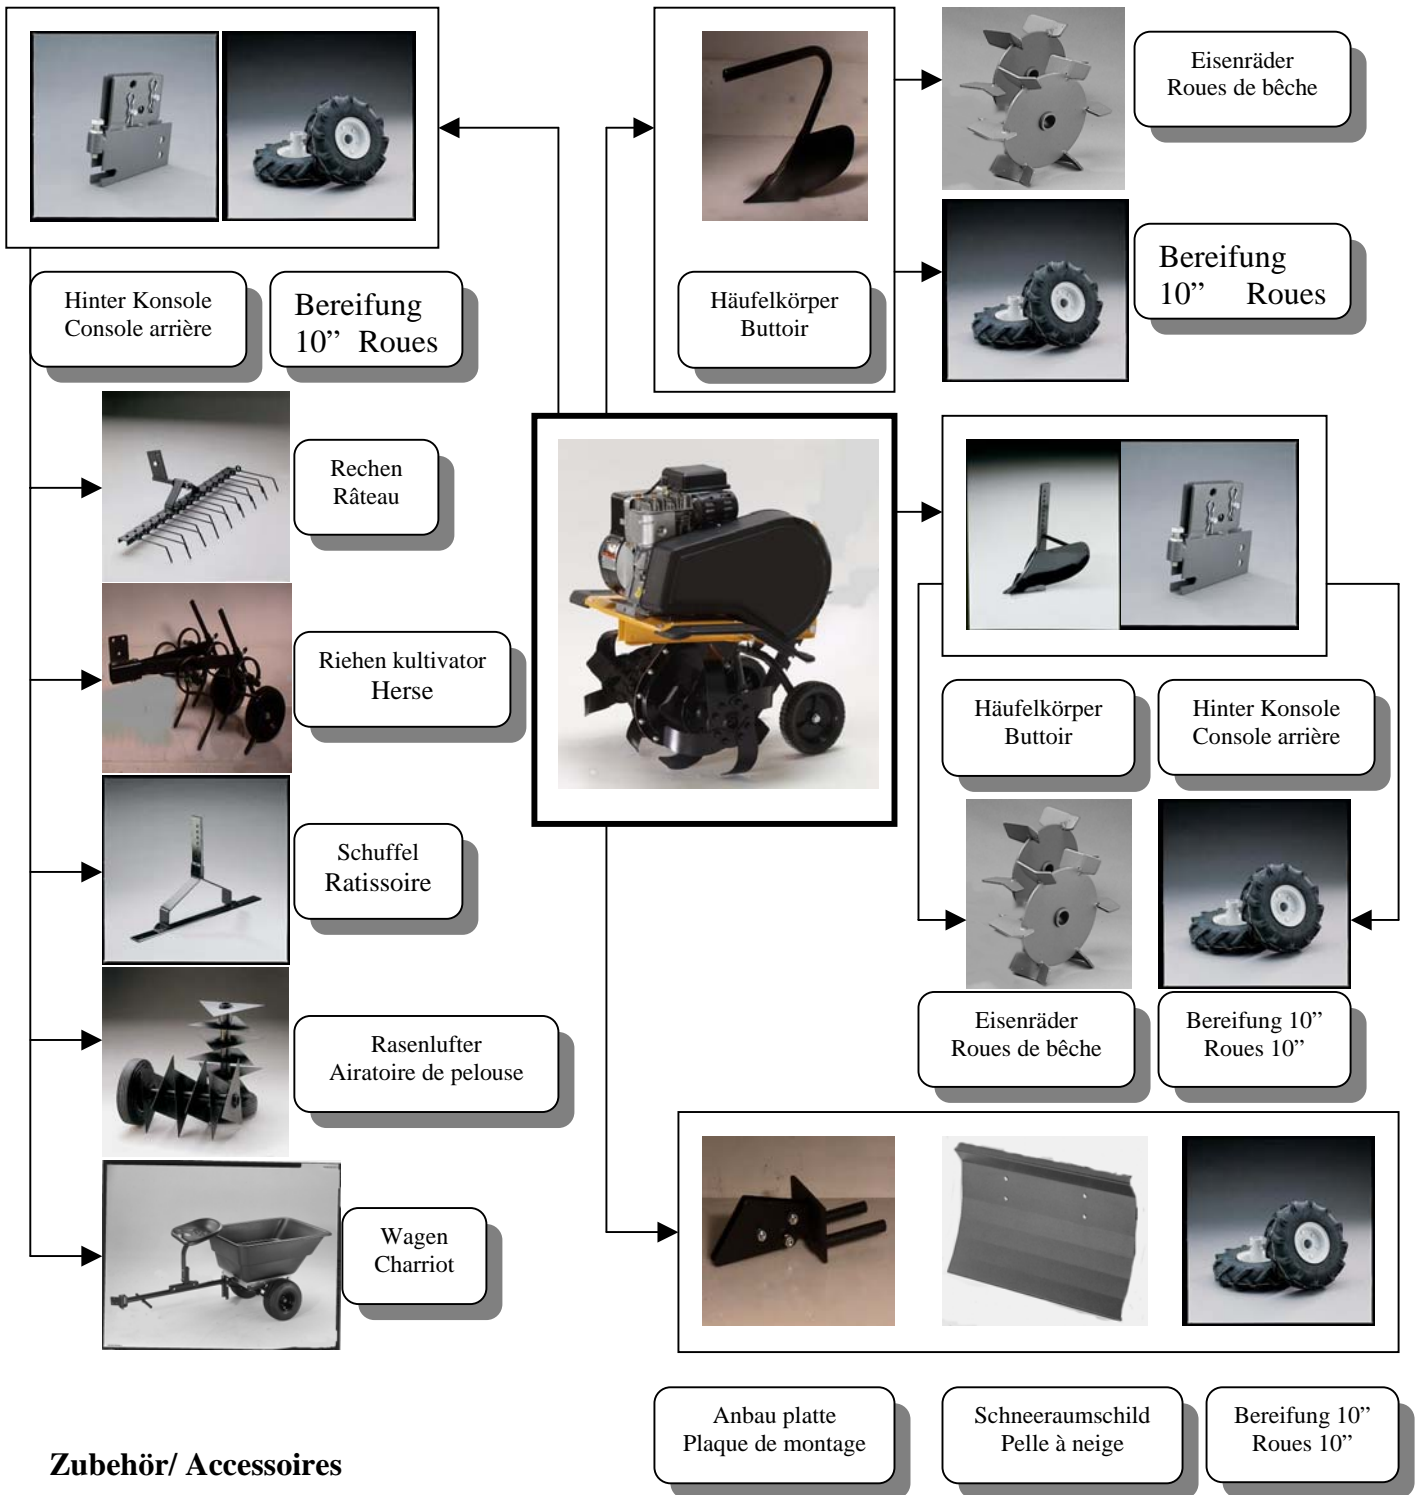 Eisenräder
Roues de bêche
Hinter Konsole
Console arrière
Bereifung
10” Roues
Häufelkörper
Buttoir
Bereifung
10” Roues
Rechen
Râteau
Riehen kultivator
Herse
Häufelkörper
Buttoir
Hinter Konsole
Console arrière
Schuffel
Ratissoire
Eisenräder
Roues de bêche
Bereifung 10”
Roues 10”
Rasenlufter
Airatoire de pelouse
Wagen
Charriot
Anbau platte
Plaque de montage
Schneeraumschild
Pelle à neige
Bereifung 10”
Roues 10”
Zubehör/ Accessoires